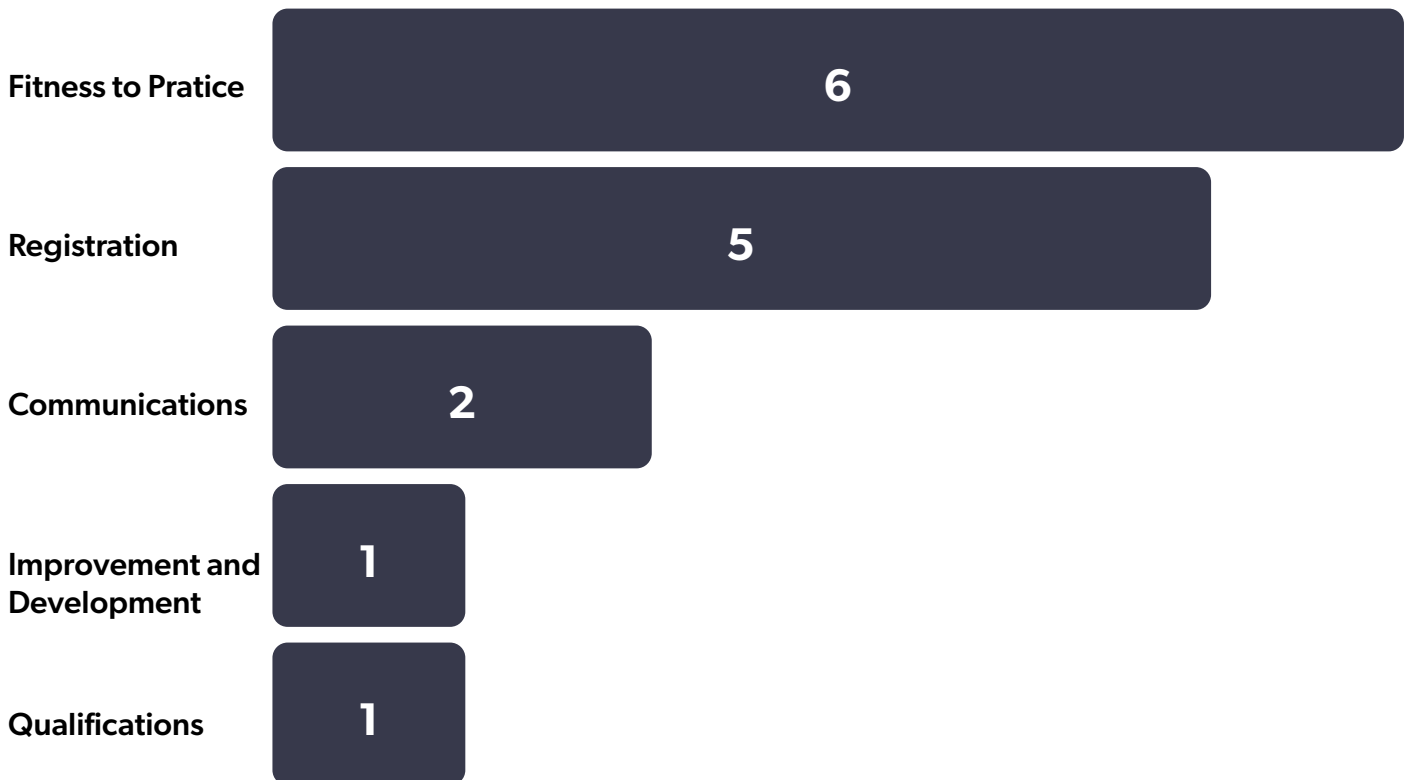 Fitness to Pratice
6
Registration
5
Communications
2
Improvement and
Development
1
Qualifications
1